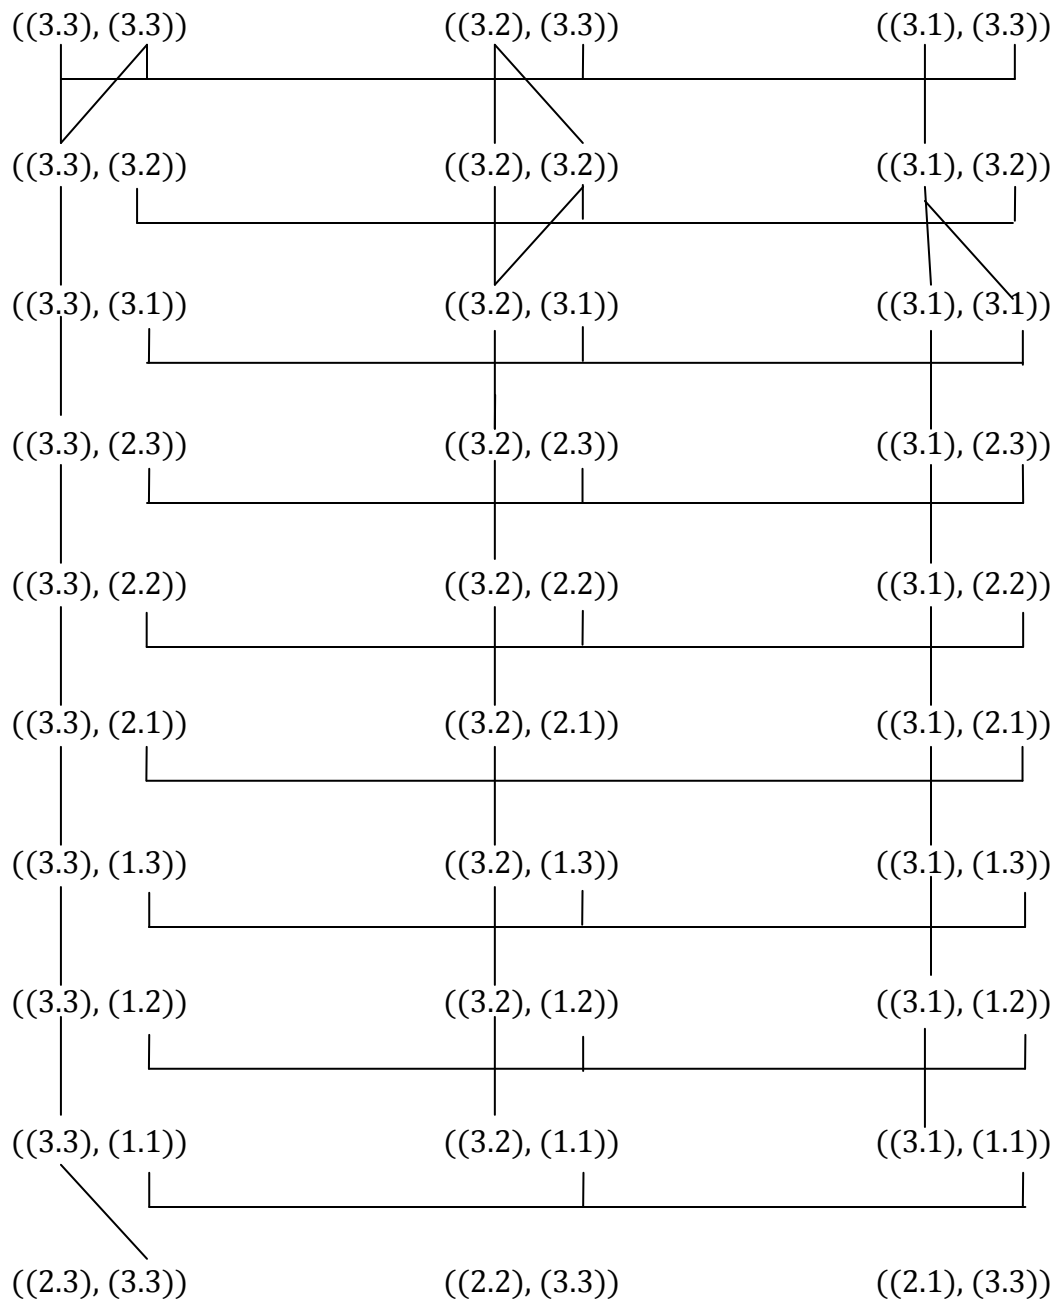 ((3.3), (3.3)) ((3.2), (3.3)) ((3.1), (3.3))
((3.3), (3.2)) ((3.2), (3.2)) ((3.1), (3.2))
((3.3), (3.1)) ((3.2), (3.1)) ((3.1), (3.1))
((3.3), (2.3)) ((3.2), (2.3)) ((3.1), (2.3))
((3.3), (2.2)) ((3.2), (2.2)) ((3.1), (2.2))
((3.3), (2.1)) ((3.2), (2.1)) ((3.1), (2.1))
((3.3), (1.3)) ((3.2), (1.3)) ((3.1), (1.3))
((3.3), (1.2)) ((3.2), (1.2)) ((3.1), (1.2))
((3.3), (1.1)) ((3.2), (1.1)) ((3.1), (1.1))
((2.3), (3.3)) ((2.2), (3.3)) ((2.1), (3.3))